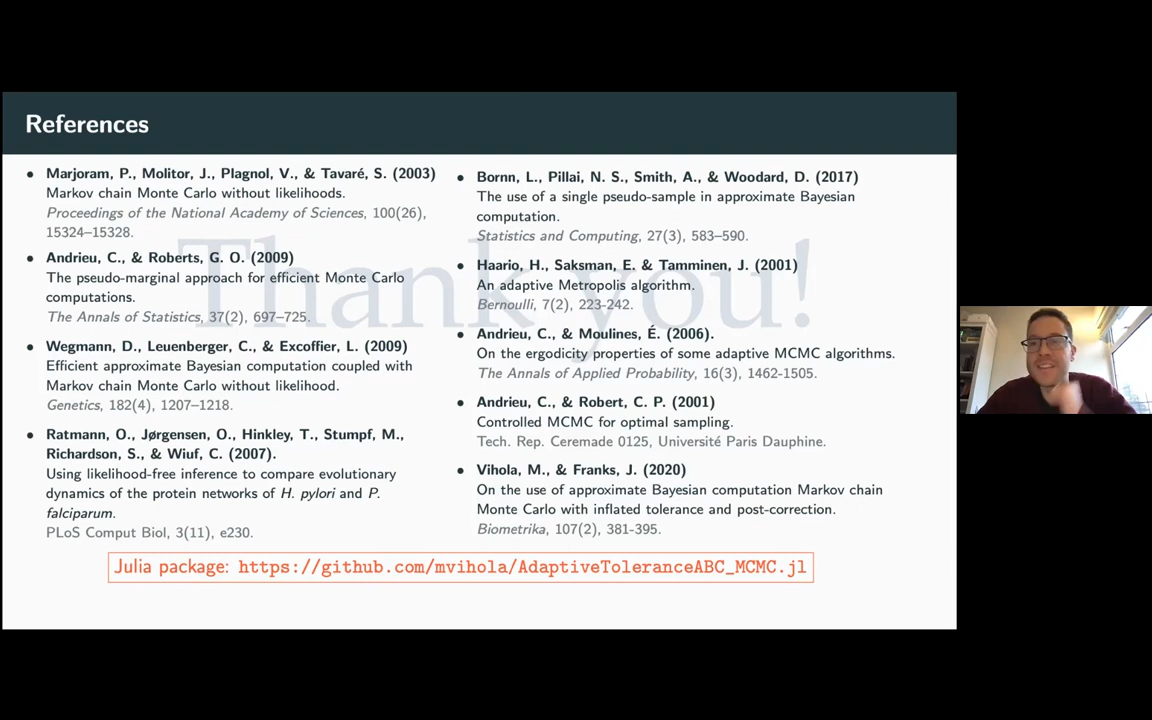 References
Thank you!
• Marjoram, P., Molitor, J., Plagnol, V., & Tavaré, S. (2003)
Markov chain Monte Carlo without likelihoods.
Proceedings of the National Academy of Sciences, 100(26),
15324–15328.
• Andrieu, C., & Roberts, G. O. (2009)
The pseudo-marginal approach for efficient Monte Carlo
computations.
The Annals of Statistics, 37(2), 697–725.
• Wegmann, D., Leuenberger, C., & Excoffier, L. (2009)
Efficient approximate Bayesian computation coupled with
Markov chain Monte Carlo without likelihood.
Genetics, 182(4), 1207–1218.
• Ratmann, O., Jørgensen, O., Hinkley, T., Stumpf, M.,
Richardson, S., & Wiuf, C. (2007).
Using likelihood-free inference to compare evolutionary
dynamics of the protein networks of H. pylori and P.
falciparum.
PLoS Comput Biol, 3(11), e230.
• Bornn, L., Pillai, N. S., Smith, A., & Woodard, D. (2017)
The use of a single pseudo-sample in approximate Bayesian
computation.
Statistics and Computing, 27(3), 583–590.
• Haario, H., Saksman, E. & Tamminen, J. (2001)
An adaptive Metropolis algorithm.
Bernoulli, 7(2), 223-242.
• Andrieu, C., & Moulines, É. (2006).
On the ergodicity properties of some adaptive MCMC algorithms.
The Annals of Applied Probability, 16(3), 1462-1505.
• Andrieu, C., & Robert, C. P. (2001)
Controlled MCMC for optimal sampling.
Tech. Rep. Ceremade 0125, Université Paris Dauphine.
• Vihola, M., & Franks, J. (2020)
On the use of approximate Bayesian computation Markov chain
Monte Carlo with inflated tolerance and post-correction.
Biometrika, 107(2), 381-395.
Julia package: https://github.com/mvihola/AdaptiveToleranceABC_MCMC.jl